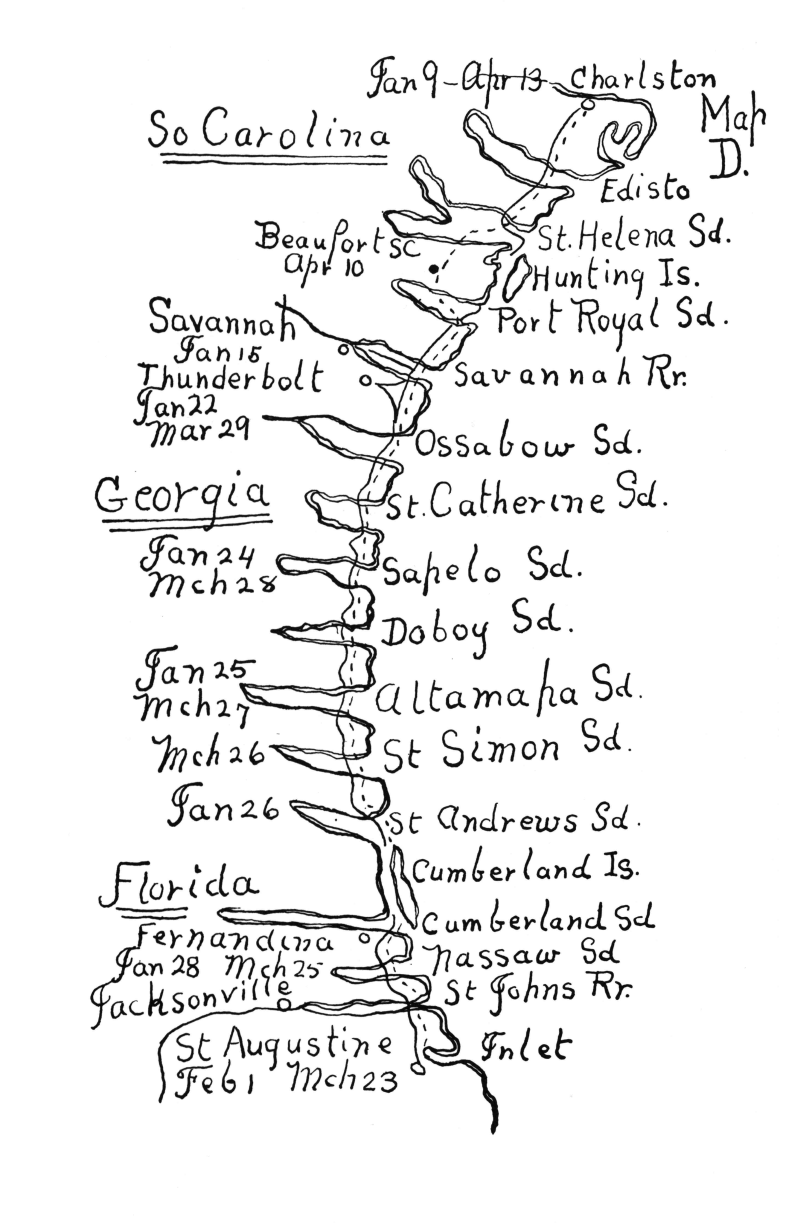 Jan 9 - Apr 13 Charlston
Map
D.
So Carolina
Edisto
Beaufort SC
Apr 10
St. Helena Sd.
Hunting Is.
Port Royal Sd.
Savannah
Jan 15
Thunderbolt
Jan 22
Mar 29
Savannah Rr.
Ossabow Sd.
Georgia
St. Catherine Sd.
Jan 24
Mch 28
Sapelo Sd.
Doboy Sd.
Jan 25
Mch 27
Altamaha Sd.
Mch 26
St Simon Sd.
Jan 26
St Andrews Sd.
Cumberland Is.
Florida
Cumberland Sd
Fernandina
Jan 28 Mch 25
Nassaw Sd
Jacksonville
St Johns Rr.
St Augustine
Feb 1 Mch 23
Inlet